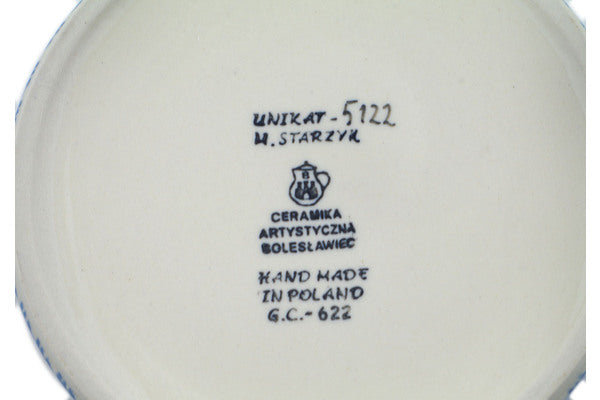 UNIKAT - 5122
M. STARZYK
B
CERAMIKA
ARTYSTYCZNA
BOLESŁAWIEC
HAND MADE
IN POLAND
G.C.- 622